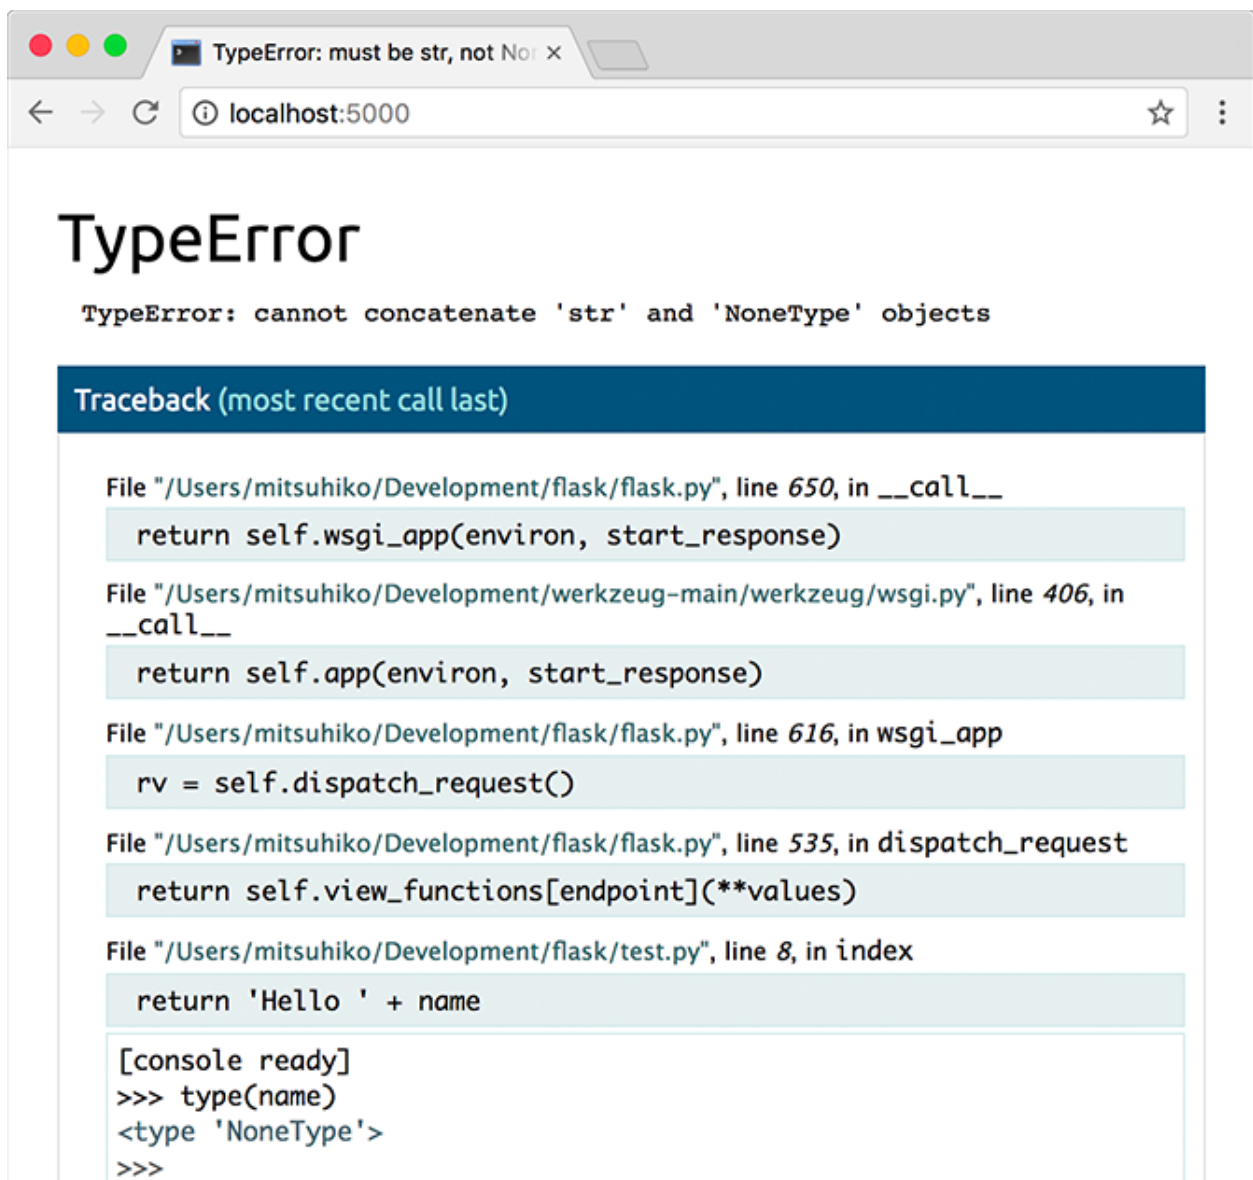 TypeError: must be str, not Nor
localhost:5000
TypeError
TypeError: cannot concatenate 'str' and 'NoneType' objects
Traceback (most recent call last)
File "/Users/mitsuhiko/Development/flask/flask.py", line 650, in __call__
return self.wsgi_app(environ, start_response)
File "/Users/mitsuhiko/Development/werkzeug-main/werkzeug/wsgi.py", line 406, in
__call__
return self.app(environ, start_response)
File "/Users/mitsuhiko/Development/flask/flask.py", line 616, in wsgi_app
rv = self.dispatch_request()
File "/Users/mitsuhiko/Development/flask/flask.py", line 535, in dispatch_request
return self.view_functions[endpoint](**values)
File "/Users/mitsuhiko/Development/flask/test.py", line 8, in index
return 'Hello ' + name
[console ready]
>>> type(name)
<type 'NoneType'>
>>>